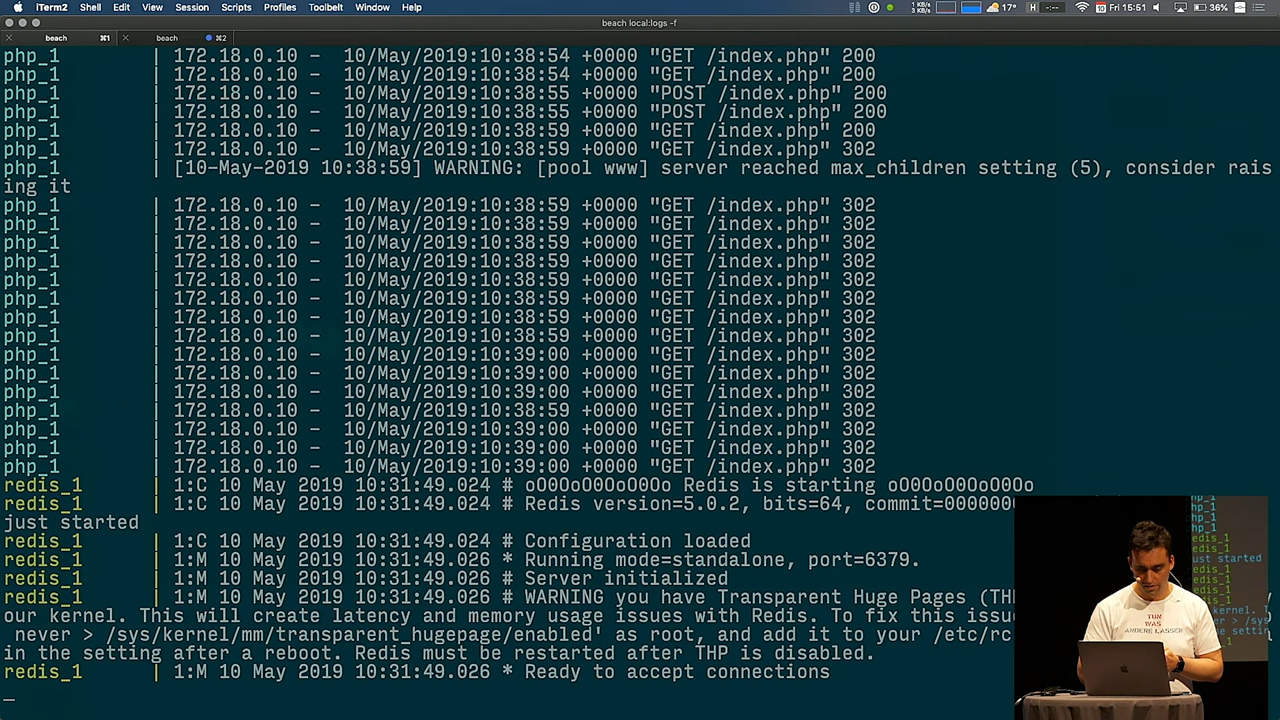 iTerm2 Shell Edit View Session Scripts Profiles Toolbelt Window Help 1 KB/s 3 KB/s 17° H -:-- 10 Fri 15:51 36%
beach local:logs -f
beach ⌘1 beach ⌘2
php_1 | 172.18.0.10 - 10/May/2019:10:38:54 +0000 "GET /index.php" 200
php_1 | 172.18.0.10 - 10/May/2019:10:38:54 +0000 "GET /index.php" 200
php_1 | 172.18.0.10 - 10/May/2019:10:38:55 +0000 "POST /index.php" 200
php_1 | 172.18.0.10 - 10/May/2019:10:38:55 +0000 "POST /index.php" 200
php_1 | 172.18.0.10 - 10/May/2019:10:38:59 +0000 "GET /index.php" 200
php_1 | 172.18.0.10 - 10/May/2019:10:38:59 +0000 "GET /index.php" 302
php_1 | [10-May-2019 10:38:59] WARNING: [pool www] server reached max_children setting (5), consider rais
ing it
php_1 | 172.18.0.10 - 10/May/2019:10:38:59 +0000 "GET /index.php" 302
php_1 | 172.18.0.10 - 10/May/2019:10:38:59 +0000 "GET /index.php" 302
php_1 | 172.18.0.10 - 10/May/2019:10:38:59 +0000 "GET /index.php" 302
php_1 | 172.18.0.10 - 10/May/2019:10:38:59 +0000 "GET /index.php" 302
php_1 | 172.18.0.10 - 10/May/2019:10:38:59 +0000 "GET /index.php" 302
php_1 | 172.18.0.10 - 10/May/2019:10:38:59 +0000 "GET /index.php" 302
php_1 | 172.18.0.10 - 10/May/2019:10:38:59 +0000 "GET /index.php" 302
php_1 | 172.18.0.10 - 10/May/2019:10:38:59 +0000 "GET /index.php" 302
php_1 | 172.18.0.10 - 10/May/2019:10:39:00 +0000 "GET /index.php" 302
php_1 | 172.18.0.10 - 10/May/2019:10:39:00 +0000 "GET /index.php" 302
php_1 | 172.18.0.10 - 10/May/2019:10:39:00 +0000 "GET /index.php" 302
php_1 | 172.18.0.10 - 10/May/2019:10:38:59 +0000 "GET /index.php" 302
php_1 | 172.18.0.10 - 10/May/2019:10:39:00 +0000 "GET /index.php" 302
php_1 | 172.18.0.10 - 10/May/2019:10:39:00 +0000 "GET /index.php" 302
php_1 | 172.18.0.10 - 10/May/2019:10:39:00 +0000 "GET /index.php" 302
redis_1 | 1:C 10 May 2019 10:31:49.024 # oO0OoO0OoO0Oo Redis is starting oO0OoO0OoO0Oo
redis_1 | 1:C 10 May 2019 10:31:49.024 # Redis version=5.0.2, bits=64, commit=0000000
just started
redis_1 | 1:C 10 May 2019 10:31:49.024 # Configuration loaded
redis_1 | 1:M 10 May 2019 10:31:49.026 * Running mode=standalone, port=6379.
redis_1 | 1:M 10 May 2019 10:31:49.026 # Server initialized
redis_1 | 1:M 10 May 2019 10:31:49.026 # WARNING you have Transparent Huge Pages (THP
our kernel. This will create latency and memory usage issues with Redis. To fix this issu
never > /sys/kernel/mm/transparent_hugepage/enabled' as root, and add it to your /etc/rc
in the setting after a reboot. Redis must be restarted after THP is disabled.
redis_1 | 1:M 10 May 2019 10:31:49.026 * Ready to accept connections
TUN
WAS
ANDERE LASSEN
php_1
php_1
redis_1
redis_1
just started
redis_1
redis_1
redis_1
redis_1